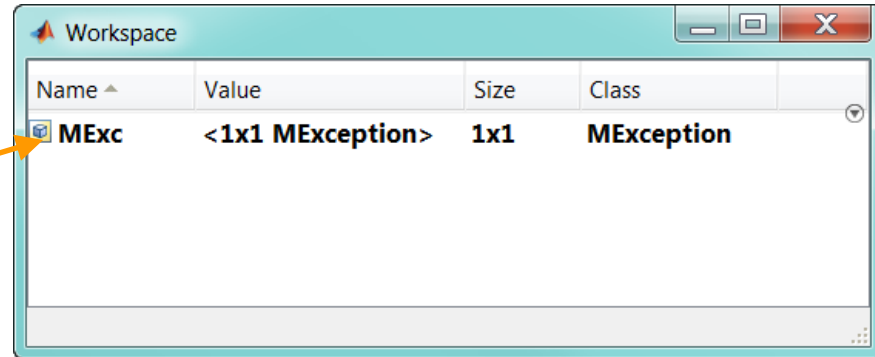 Workspace
Name Value Size Class
MExc <1x1 MException> 1x1 MException